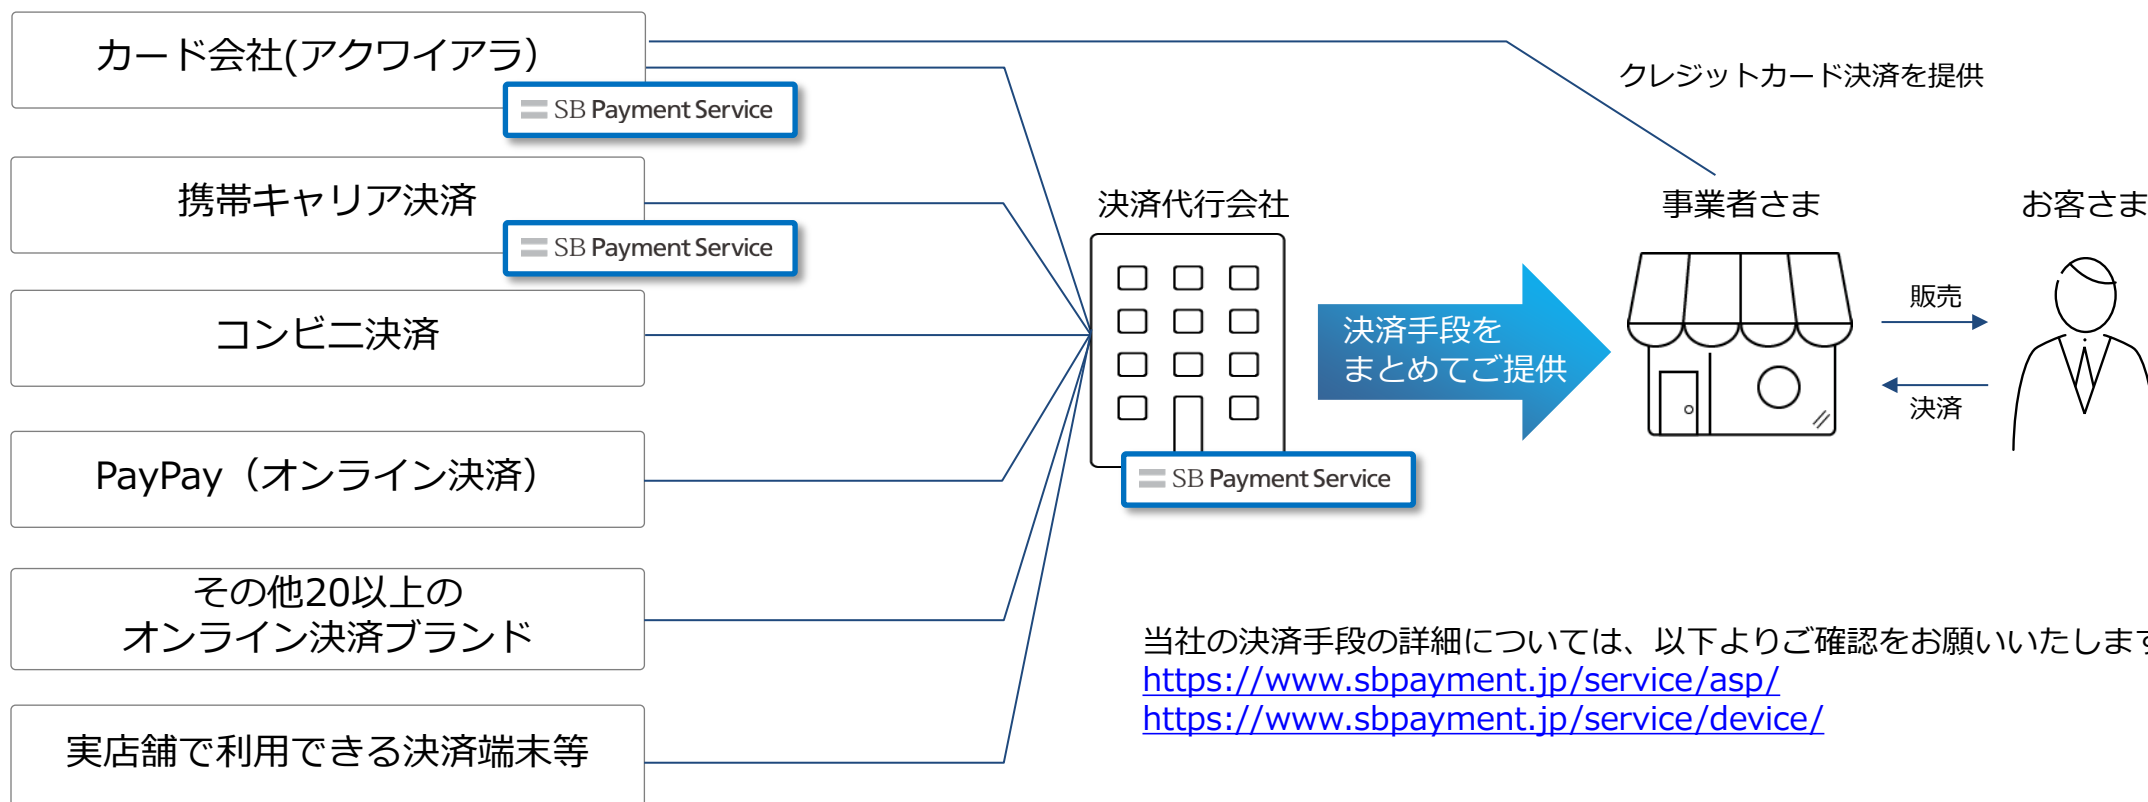 カード会社(アクワイアラ）
SB Payment Service
携帯キャリア決済
SB Payment Service
コンビニ決済
PayPay（オンライン決済）
その他20以上の
オンライン決済ブランド
実店舗で利用できる決済端末等
決済代行会社
SB Payment Service
決済手段を
まとめてご提供
クレジットカード決済を提供
事業者さま
お客さま
販売
決済
当社の決済手段の詳細については、以下よりご確認をお願いいたします
https://www.sbpayment.jp/service/asp/
https://www.sbpayment.jp/service/device/